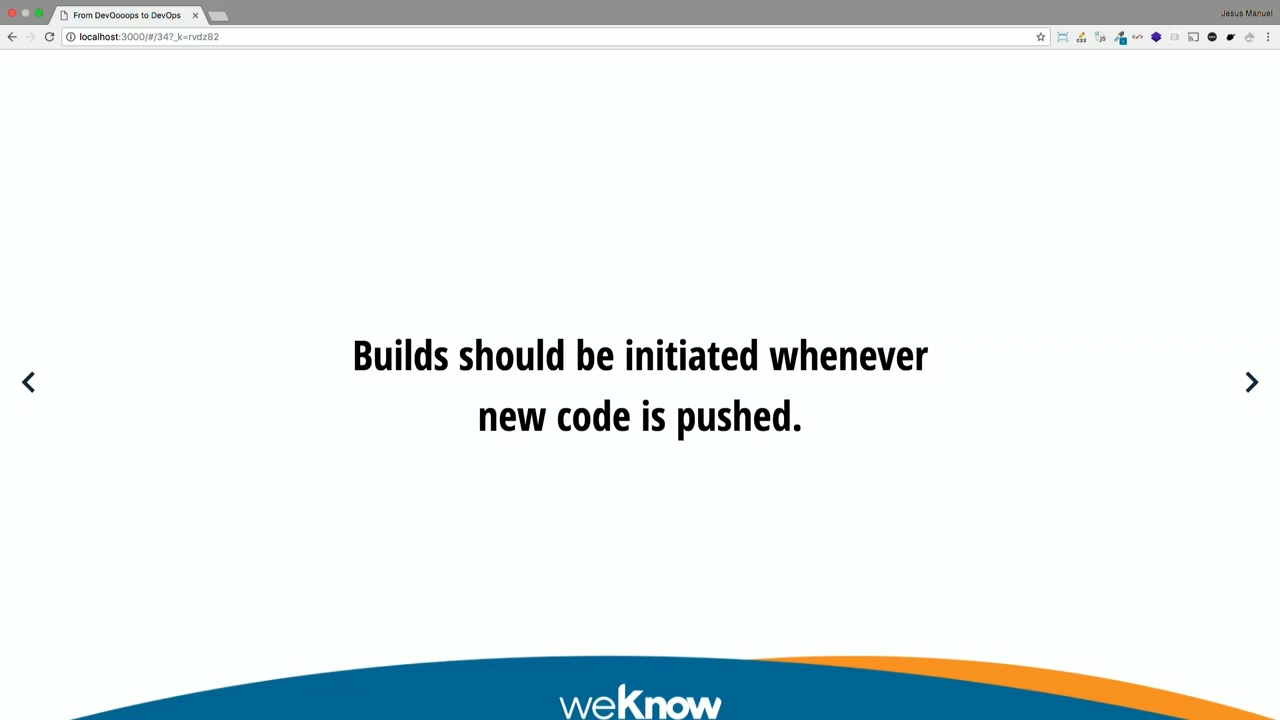 From DevOooops to DevOps
Jesus Manuel
localhost:3000/#/34?_k=rvdz82
Builds should be initiated whenever
new code is pushed.
weKnow